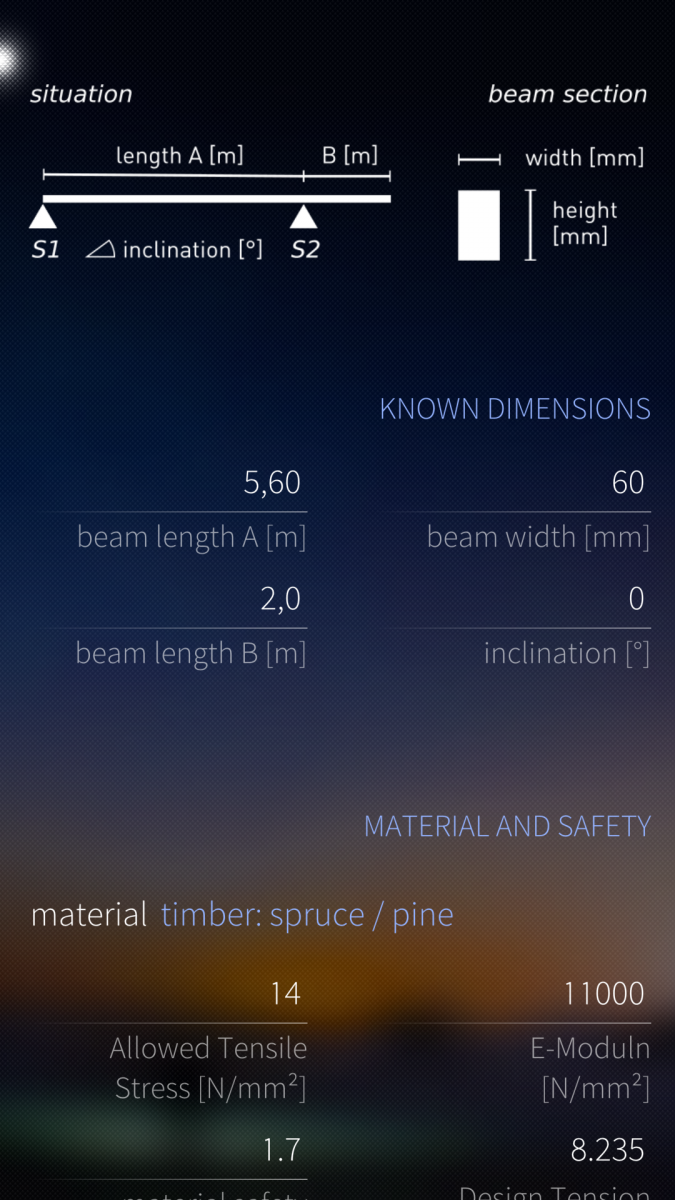 situation
beam section
length A [m]
B [m]
width [mm]
height
[mm]
S1
inclination [°]
S2
KNOWN DIMENSIONS
5,60
60
beam length A [m]
beam width [mm]
2,0
0
beam length B [m]
inclination [°]
MATERIAL AND SAFETY
material timber: spruce / pine
14
11000
Allowed Tensile
Stress [N/mm²]
E-Moduln
[N/mm²]
1.7
8.235
material safety
Design Tension